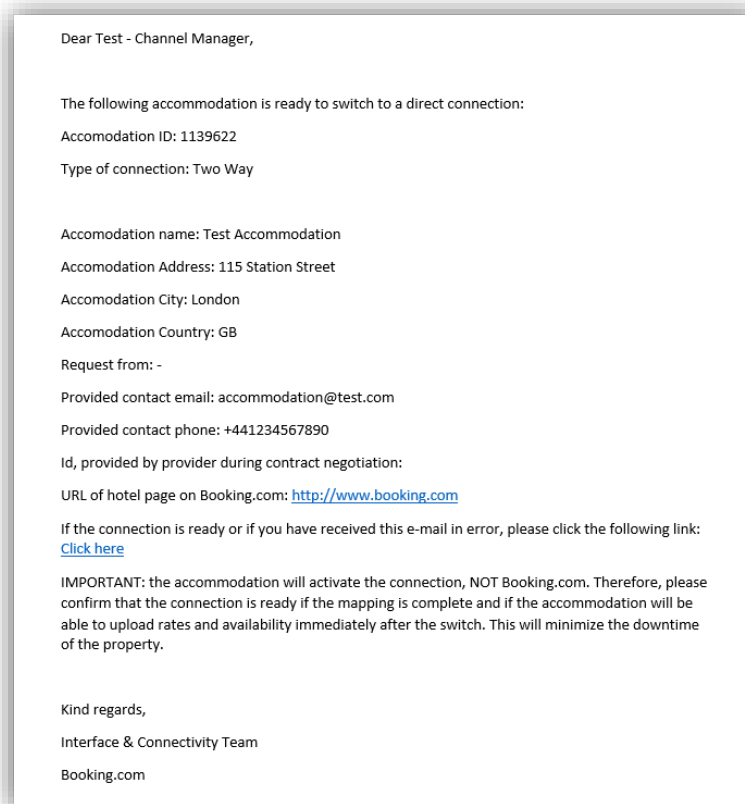 Dear Test - Channel Manager,
The following accommodation is ready to switch to a direct connection:
Accomodation ID: 1139622
Type of connection: Two Way
Accomodation name: Test Accommodation
Accomodation Address: 115 Station Street
Accomodation City: London
Accomodation Country: GB
Request from: -
Provided contact email: accommodation@test.com
Provided contact phone: +441234567890
Id, provided by provider during contract negotiation:
URL of hotel page on Booking.com: http://www.booking.com
If the connection is ready or if you have received this e-mail in error, please click the following link:
Click here
IMPORTANT: the accommodation will activate the connection, NOT Booking.com. Therefore, please
confirm that the connection is ready if the mapping is complete and if the accommodation will be
able to upload rates and availability immediately after the switch. This will minimize the downtime
of the property.
Kind regards,
Interface & Connectivity Team
Booking.com